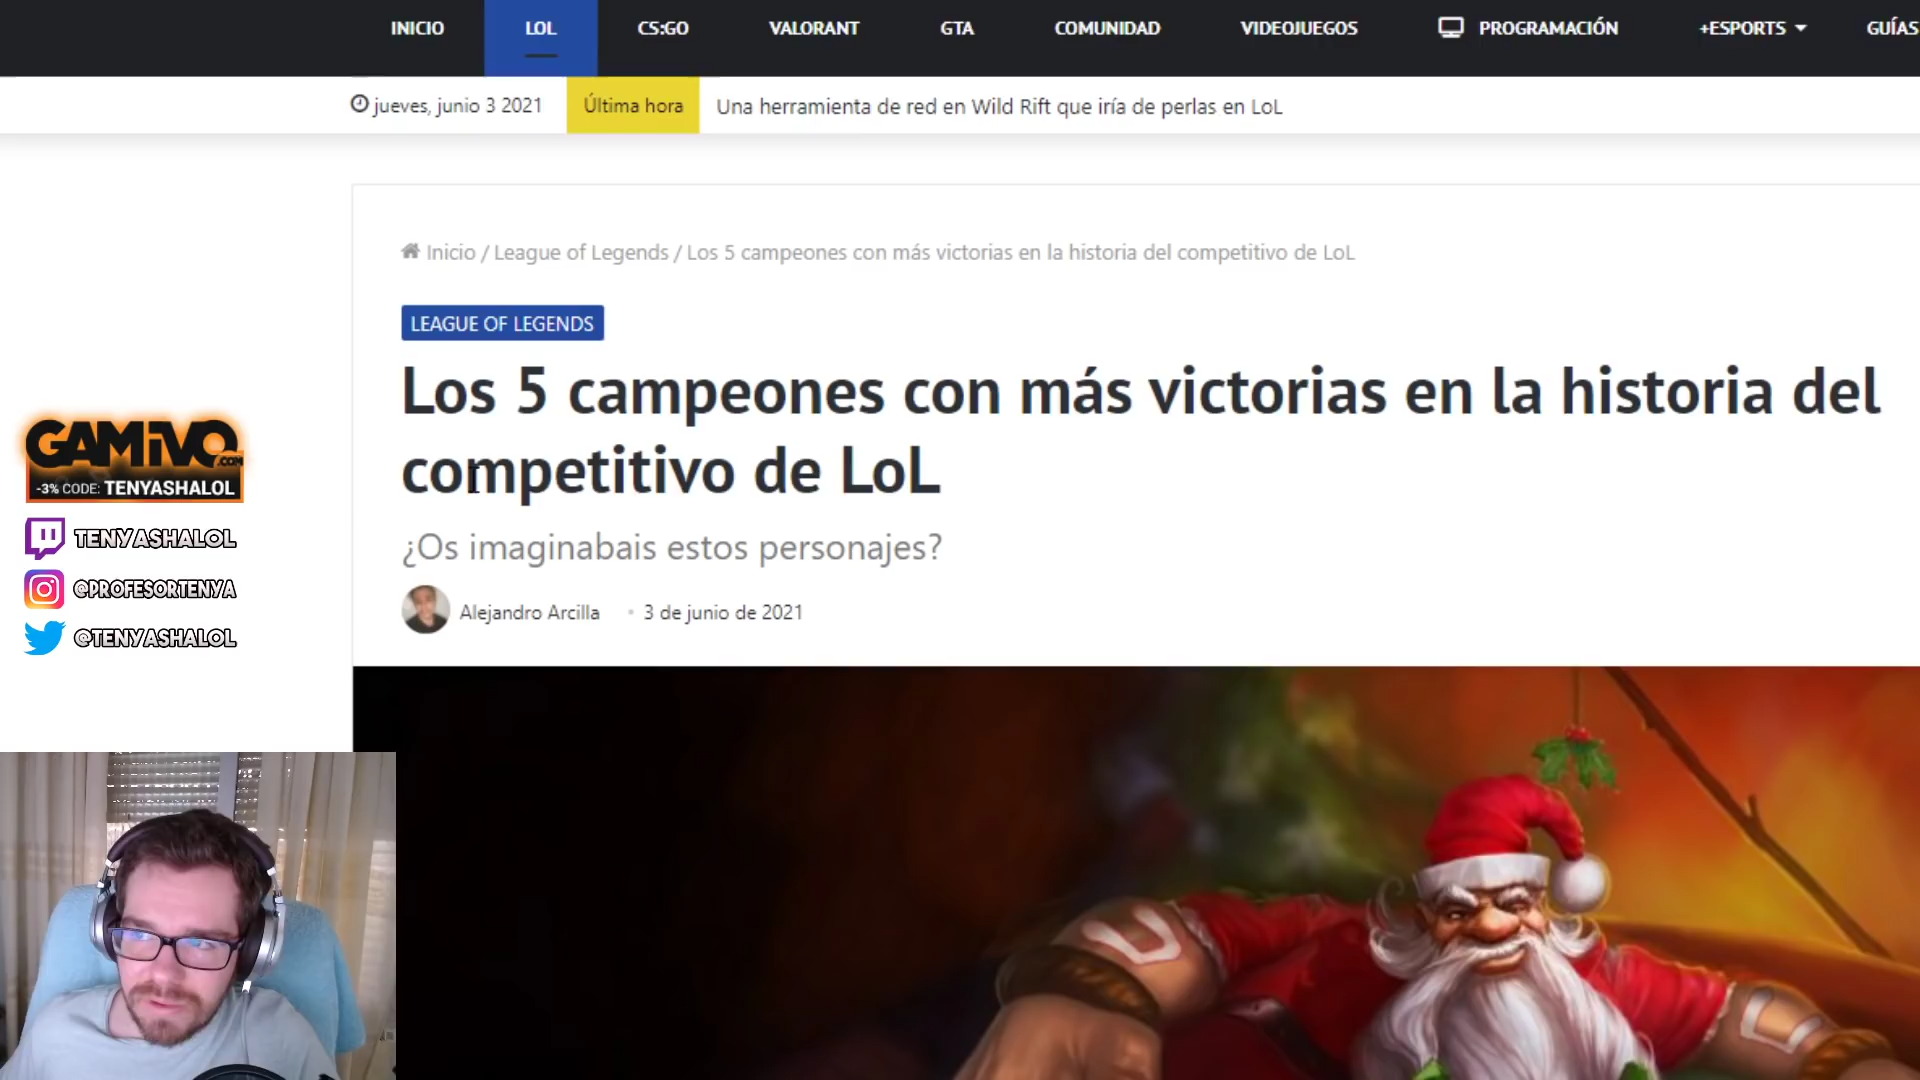 INICIO
LOL
CS:GO
VALORANT
GTA
COMUNIDAD
VIDEOJUEGOS
PROGRAMACIÓN
+ESPORTS
GUÍAS
jueves, junio 3 2021
Última hora
Una herramienta de red en Wild Rift que iría de perlas en LoL
Inicio / League of Legends / Los 5 campeones con más victorias en la historia del competitivo de LoL
LEAGUE OF LEGENDS
Los 5 campeones con más victorias en la historia del
competitivo de LoL
¿Os imaginabais estos personajes?
Alejandro Arcilla
3 de junio de 2021
GAMIVO.COM
-3% CODE: TENYASHALOL
TENYASHALOL
@PROFESORTENYA
@TENYASHALOL